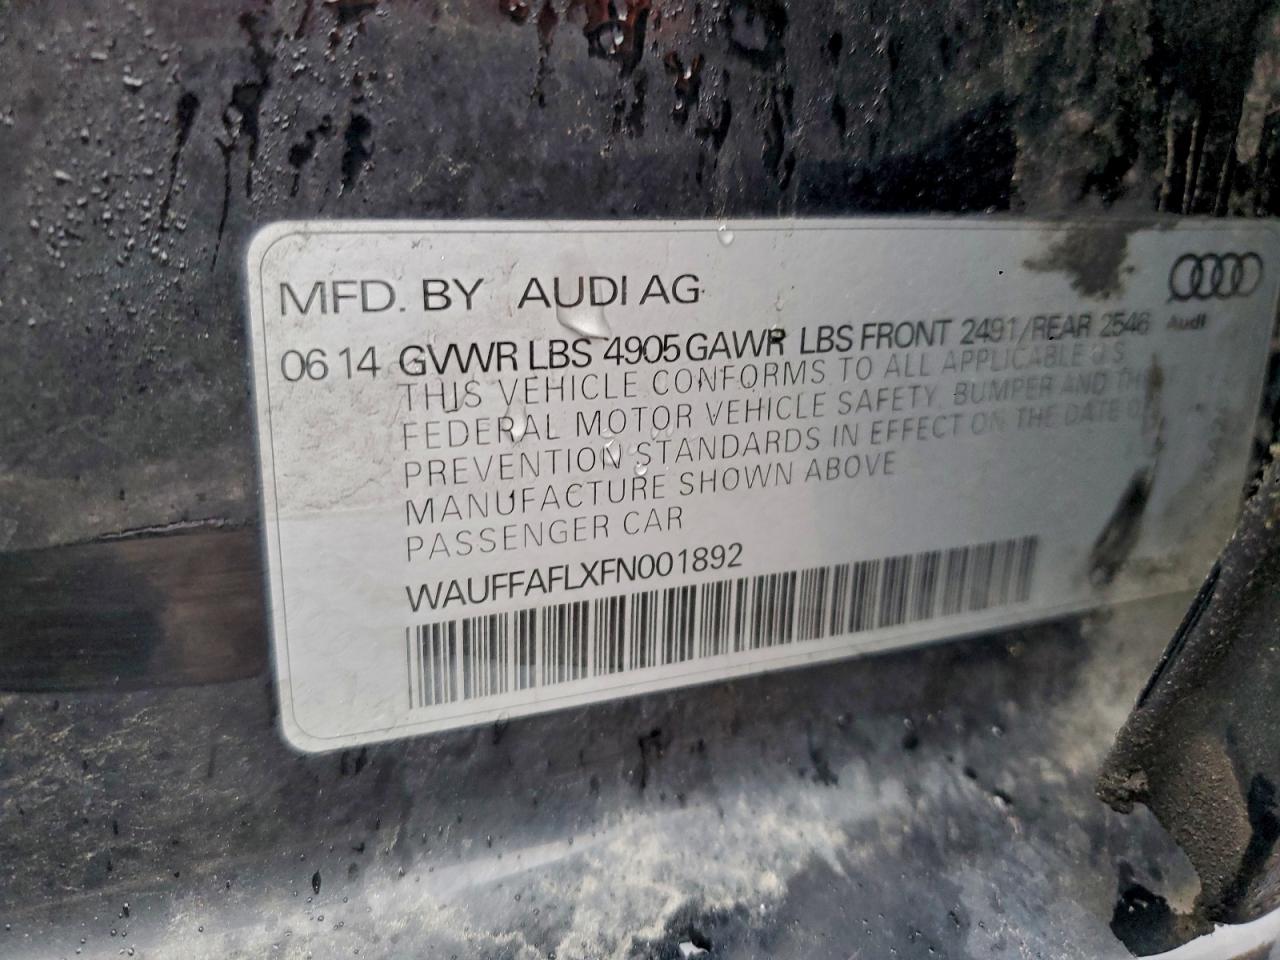 MFD. BY AUDI AG
Audi
06 14 GVWR LBS 4905 GAWR LBS FRONT 2491/REAR 2546
THIS VEHICLE CONFORMS TO ALL APPLICABLE U.S.
FEDERAL MOTOR VEHICLE SAFETY, BUMPER AND
PREVENTION STANDARDS IN EFFECT ON THE DATE
MANUFACTURE SHOWN ABOVE
PASSENGER CAR
WAUFFAFLXFN001892